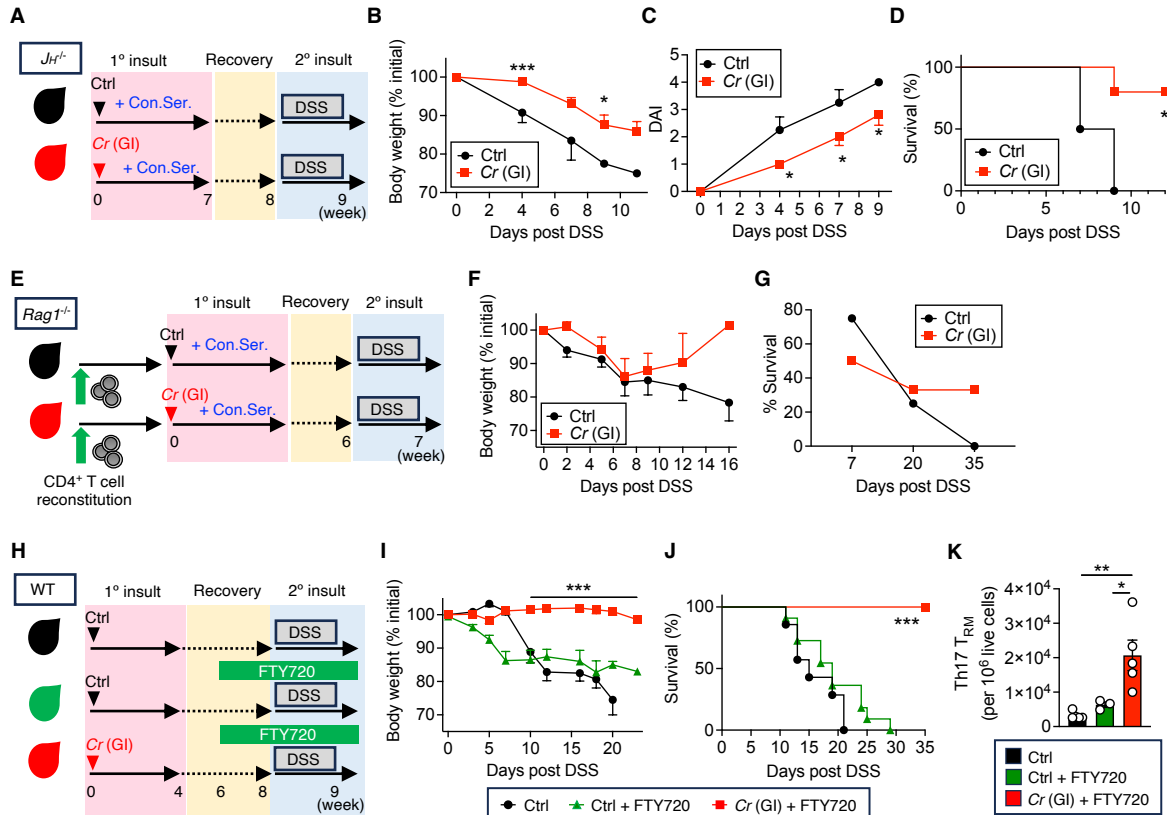 A
JH-/-
1º insult
Recovery
2º insult
Ctrl
+ Con.Ser.
DSS
Cr (GI)
+ Con.Ser.
DSS
0
7
8
9
(week)
B
Body weight (% initial)
100
90
80
70
***
*
Ctrl
Cr (GI)
0 2 4 6 8 10
Days post DSS
C
DAI
5
4
3
2
1
0
Ctrl
Cr (GI)
*
*
*
0 1 2 3 4 5 6 7 8 9
Days post DSS
D
Survival (%)
100
50
0
*
Ctrl
Cr (GI)
0 5 10
Days post DSS
E
Rag1-/-
1º insult
Recovery
2º insult
Ctrl
+ Con.Ser.
DSS
Cr (GI)
+ Con.Ser.
DSS
0
6
7
(week)
CD4+ T cell
reconstitution
F
Body weight (% initial)
100
90
80
70
Ctrl
Cr (GI)
0 2 4 6 8 10 12 14 16
Days post DSS
G
% Survival
80
60
40
20
0
Ctrl
Cr (GI)
7 20 35
Days post DSS
H
WT
1º insult
Recovery
2º insult
Ctrl
DSS
FTY720
Ctrl
DSS
FTY720
Cr (GI)
DSS
0
4
6
8
9
(week)
I
Body weight (% initial)
100
90
80
70
***
0 5 10 15 20
Days post DSS
J
Survival (%)
100
50
0
***
0 5 10 15 20 25 30 35
Days post DSS
Ctrl
Ctrl + FTY720
Cr (GI) + FTY720
K
Th17 TRM
(per 10^6 live cells)
4×10^4
3×10^4
2×10^4
1×10^4
0
**
*
Ctrl
Ctrl + FTY720
Cr (GI) + FTY720